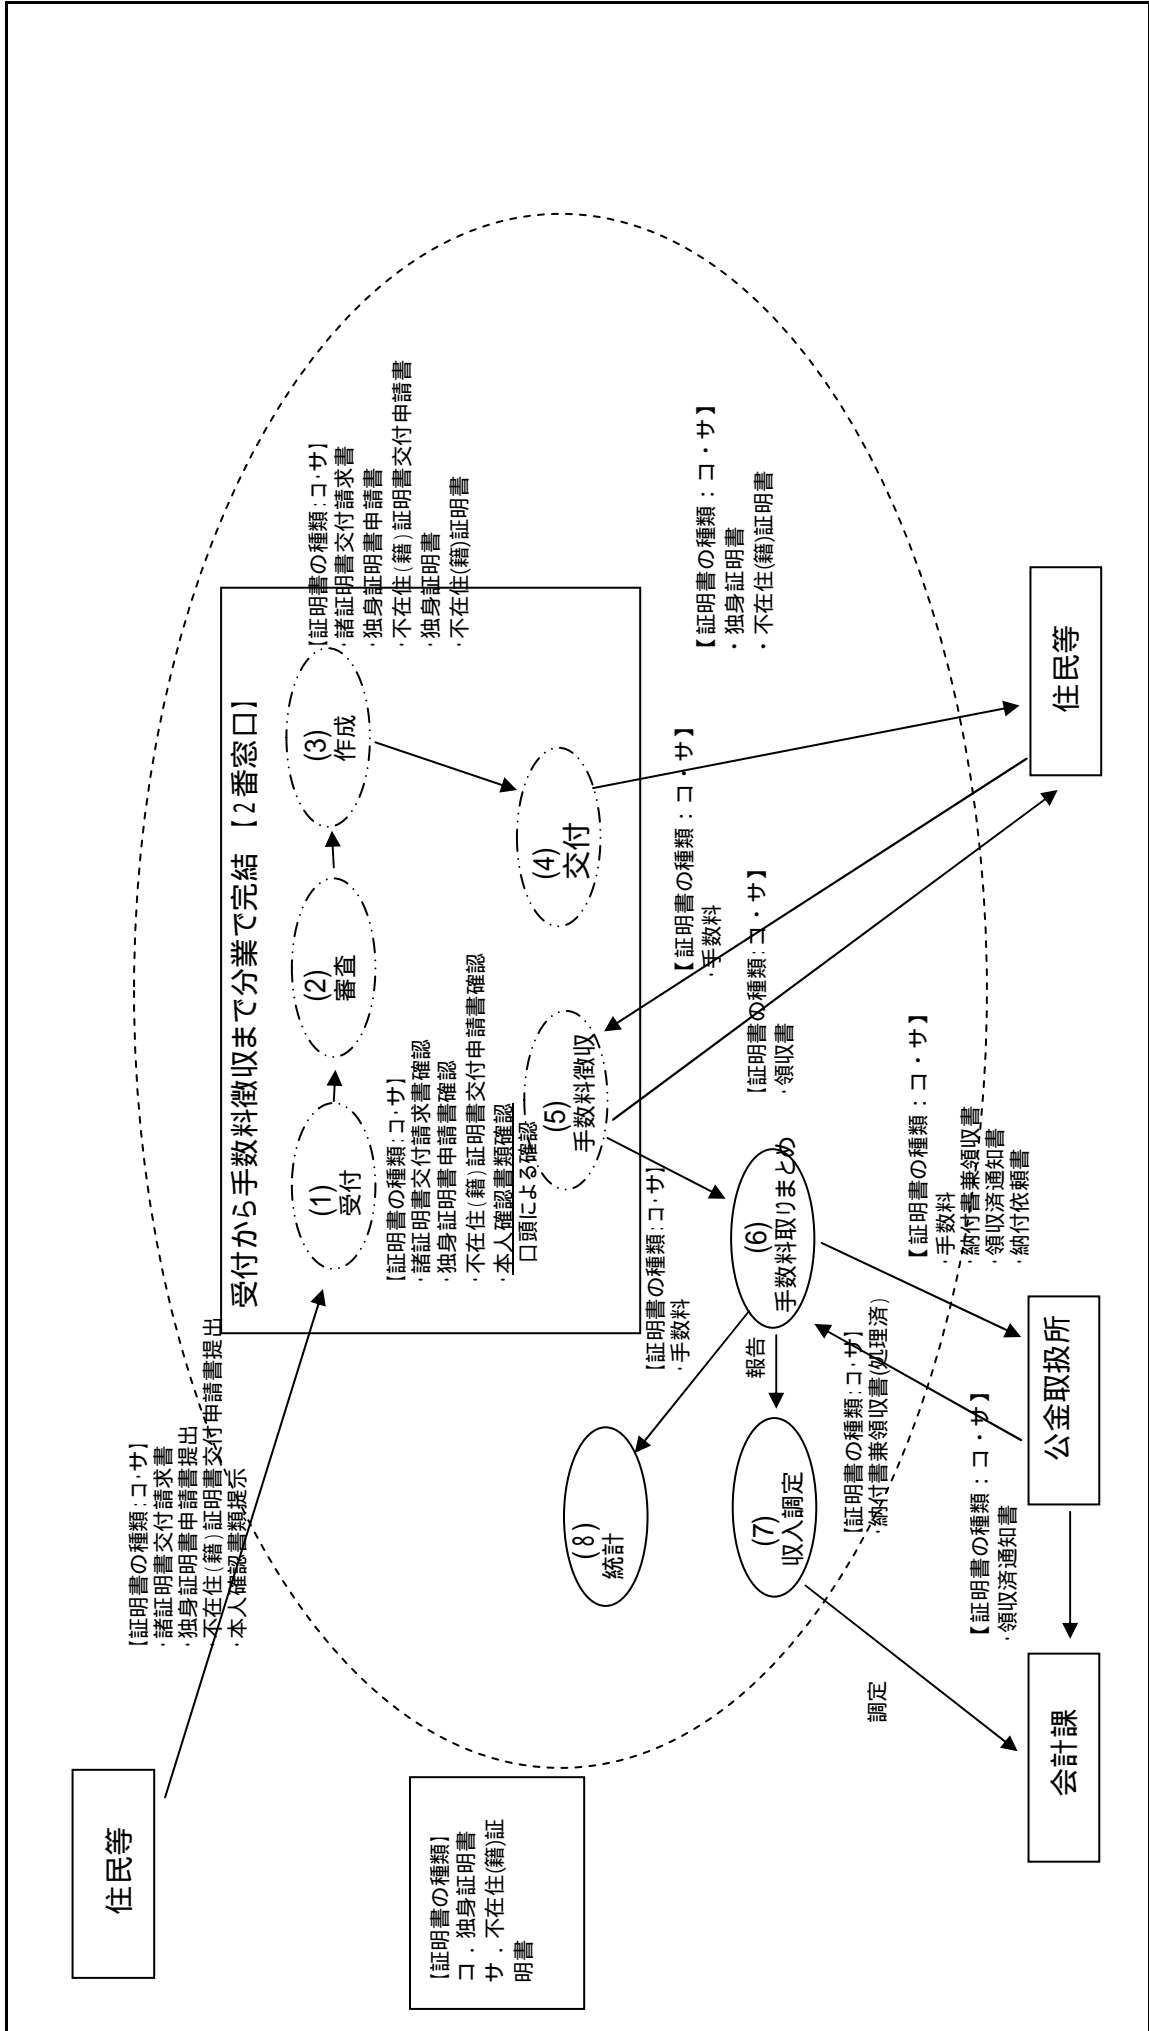 住民等
【証明書の種類：コ・サ】
・諸証明書交付請求書
・独身証明書申請書提出
・不在住(籍)証明書交付申請書提出
・本人確認書類提示
受付から手数料徴収まで分業で完結 【2番窓口】
(1)
受付
(2)
審査
(3)
作成
【証明書の種類：コ・サ】
・諸証明書交付請求書
・独身証明書申請書
・不在住(籍)証明書交付申請書
・独身証明書
・不在住(籍)証明書
【証明書の種類：コ・サ】
・諸証明書交付請求書確認
・独身証明書申請書確認
・不在住(籍)証明書交付申請書確認
・本人確認書類確認
口頭による確認
(4)
交付
(5)
手数料徴収
【証明書の種類】
コ．独身証明書
サ．不在住(籍)証
明書
(8)
統計
【証明書の種類：コ・サ】
・手数料
【証明書の種類：コ・サ】
・手数料
【証明書の種類：コ・サ】
・独身証明書
・不在住(籍)証明書
(7)
収入調定
報告
(6)
手数料取りまとめ
【証明書の種類：コ・サ】
・領収書
調定
【証明書の種類：コ・サ】
・納付書兼領収書(処理済)
【証明書の種類：コ・サ】
・手数料
・納付書兼領収書
・領収済通知書
・納付依頼書
【証明書の種類：コ・サ】
・領収済通知書
会計課
公金取扱所
住民等